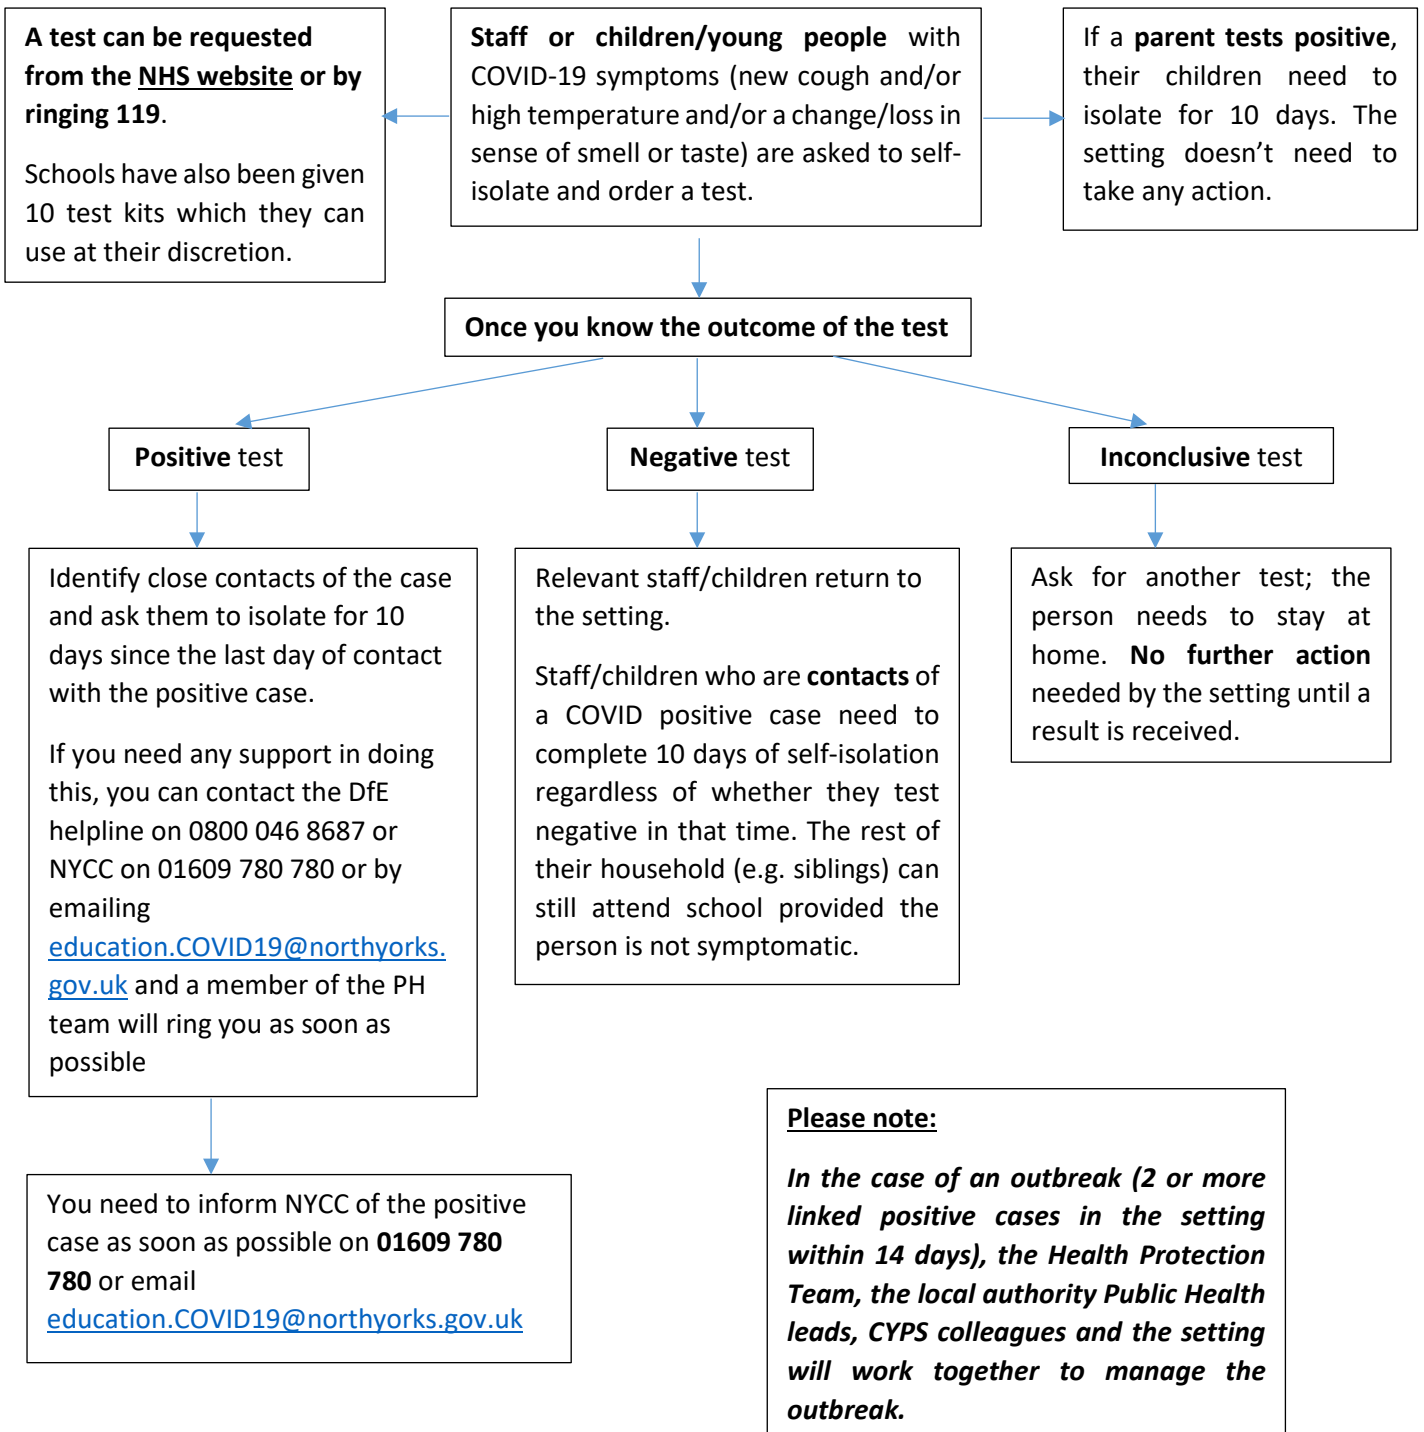 A test can be requested
from the NHS website or by
ringing 119.
Schools have also been given
10 test kits which they can
use at their discretion.
Staff or children/young people with
COVID-19 symptoms (new cough and/or
high temperature and/or a change/loss in
sense of smell or taste) are asked to self-
isolate and order a test.
If a parent tests positive,
their children need to
isolate for 10 days. The
setting doesn’t need to
take any action.
Once you know the outcome of the test
Positive test
Negative test
Inconclusive test
Identify close contacts of the case
and ask them to isolate for 10
days since the last day of contact
with the positive case.
If you need any support in doing
this, you can contact the DfE
helpline on 0800 046 8687 or
NYCC on 01609 780 780 or by
emailing
education.COVID19@northyorks.
gov.uk and a member of the PH
team will ring you as soon as
possible
Relevant staff/children return to
the setting.
Staff/children who are contacts of
a COVID positive case need to
complete 10 days of self-isolation
regardless of whether they test
negative in that time. The rest of
their household (e.g. siblings) can
still attend school provided the
person is not symptomatic.
Ask for another test; the
person needs to stay at
home. No further action
needed by the setting until a
result is received.
You need to inform NYCC of the positive
case as soon as possible on 01609 780
780 or email
education.COVID19@northyorks.gov.uk
Please note:
In the case of an outbreak (2 or more
linked positive cases in the setting
within 14 days), the Health Protection
Team, the local authority Public Health
leads, CYPS colleagues and the setting
will work together to manage the
outbreak.